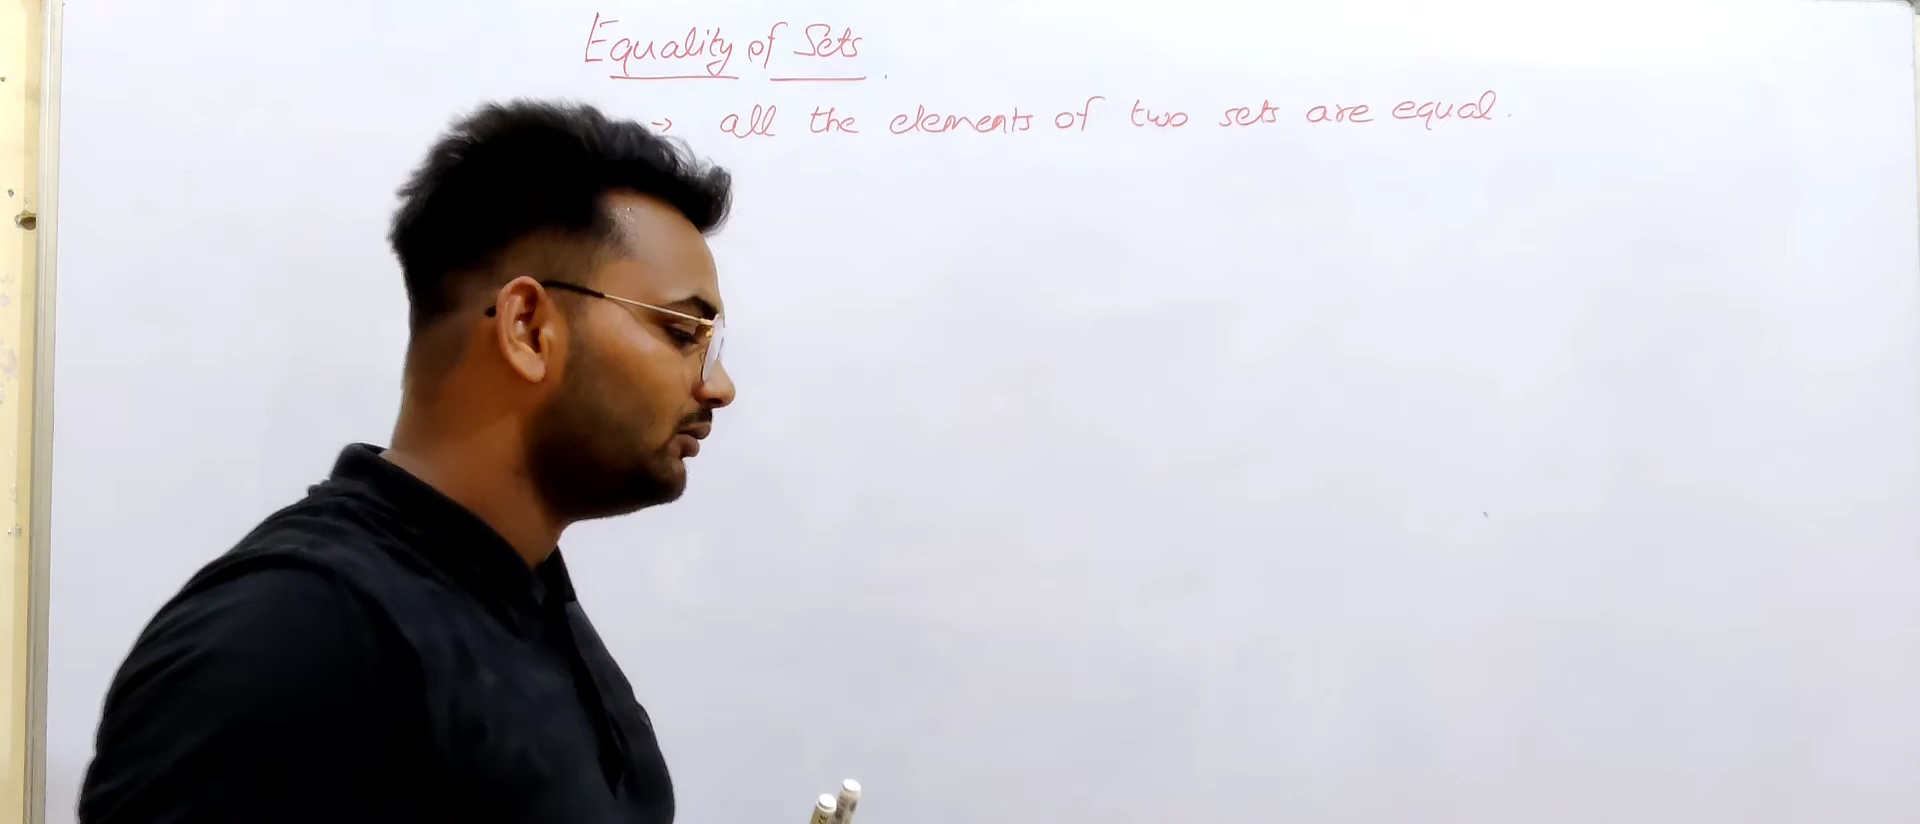 Equality of Sets.
→ all the elements of two sets are equal.